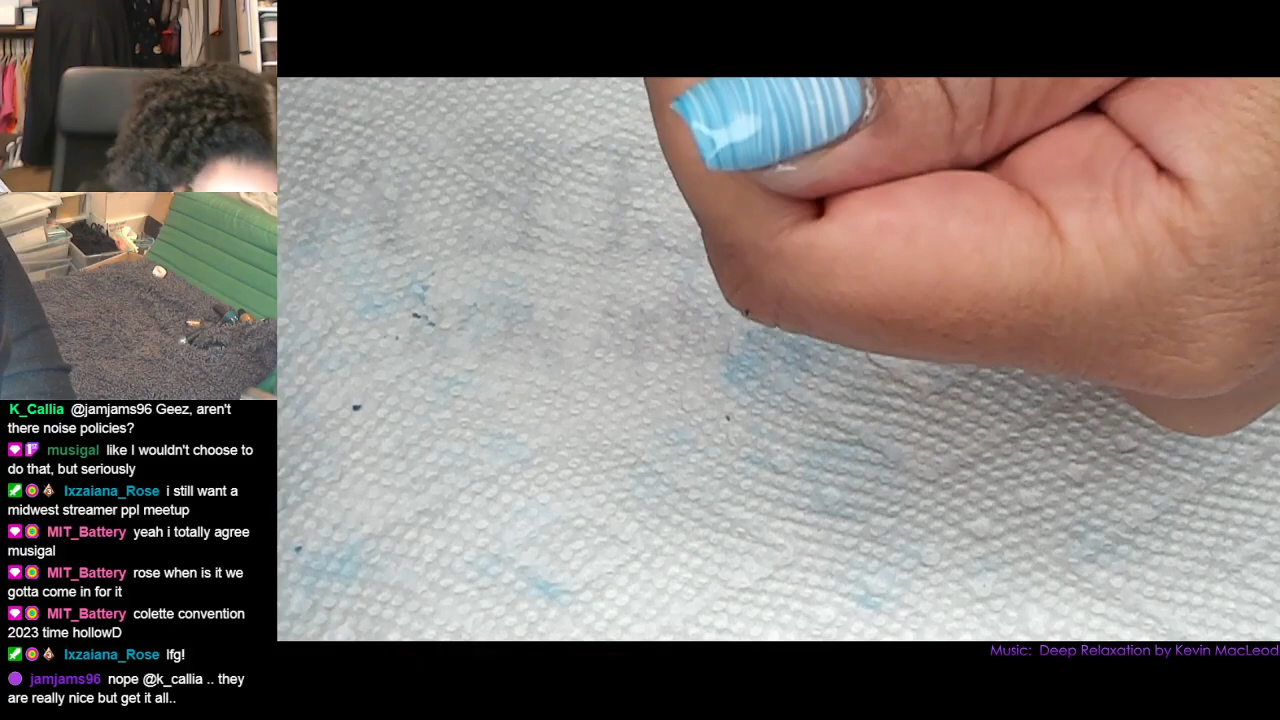 K_Callia @jamjams96 Geez, aren't
there noise policies?
musigal like I wouldn't choose to
do that, but seriously
Ixzaiana_Rose i still want a
midwest streamer ppl meetup
MIT_Battery yeah i totally agree
musigal
MIT_Battery rose when is it we
gotta come in for it
MIT_Battery colette convention
2023 time hollowD
Ixzaiana_Rose lfg!
jamjams96 nope @k_callia .. they
are really nice but get it all..
Music: Deep Relaxation by Kevin MacLeod